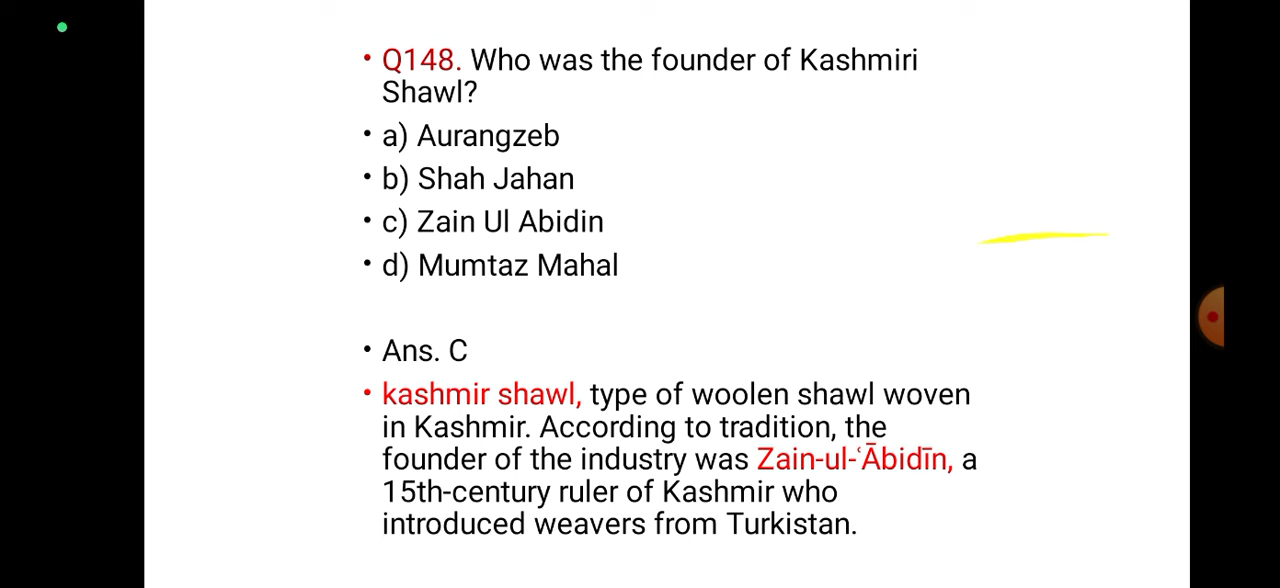 • Q148. Who was the founder of Kashmiri
Shawl?
• a) Aurangzeb
• b) Shah Jahan
• c) Zain Ul Abidin
• d) Mumtaz Mahal
• Ans. C
• kashmir shawl, type of woolen shawl woven
in Kashmir. According to tradition, the
founder of the industry was Zain-ul-ʿĀbidīn, a
15th-century ruler of Kashmir who
introduced weavers from Turkistan.